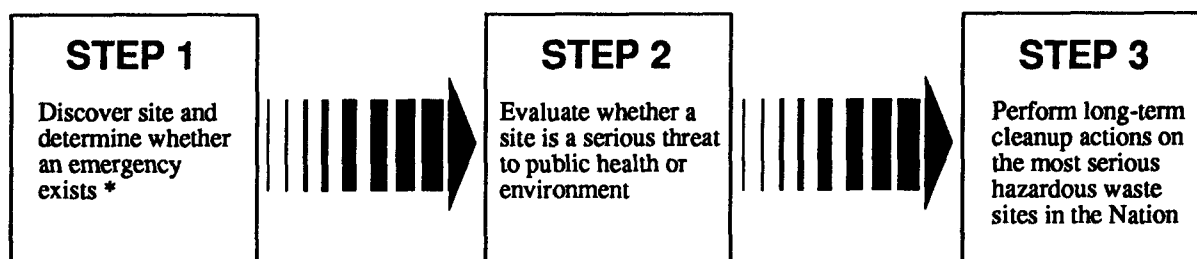 STEP 1
Discover site and
determine whether
an emergency
exists *
STEP 2
Evaluate whether a
site is a serious threat
to public health or
environment
STEP 3
Perform long-term
cleanup actions on
the most serious
hazardous waste
sites in the Nation